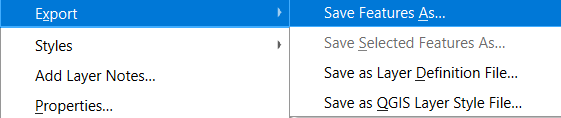 Export
Save Features As...
Styles
Save Selected Features As...
Add Layer Notes...
Save as Layer Definition File...
Properties...
Save as QGIS Layer Style File...